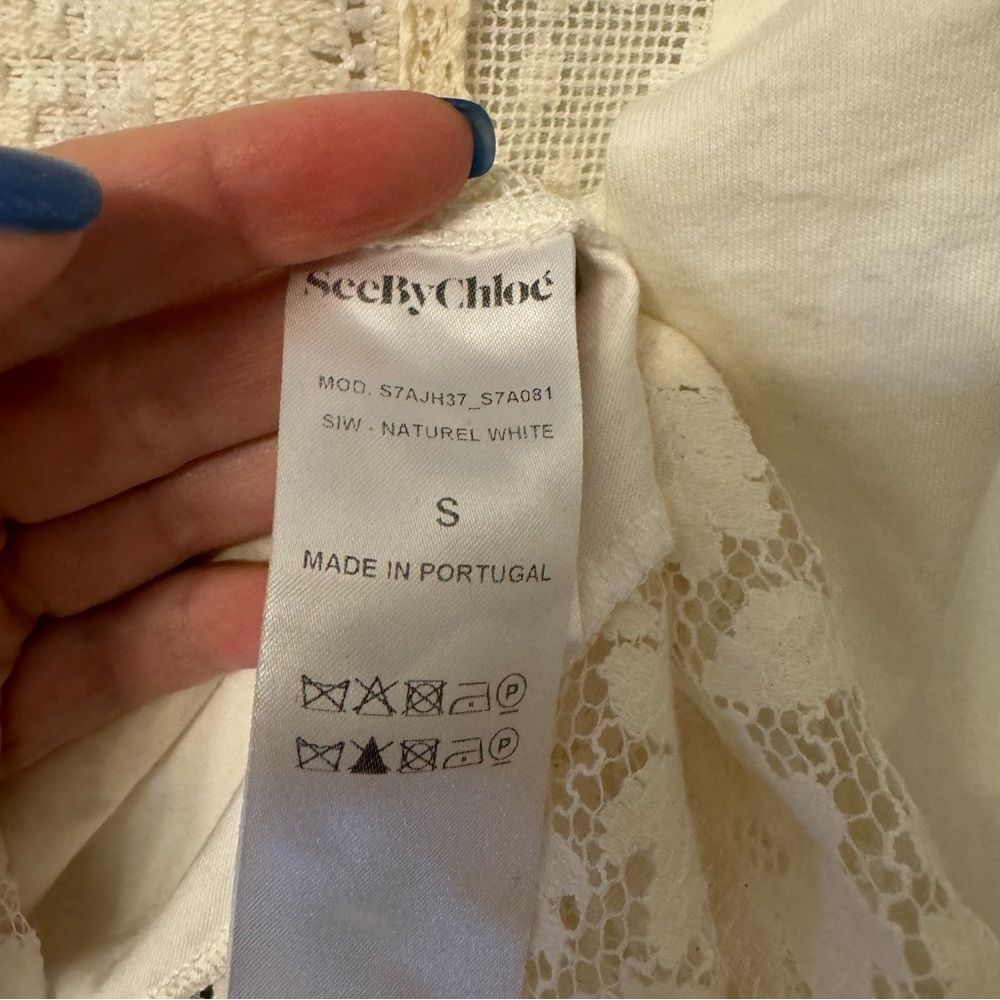 SeeByChloé
MOD. S7AJH37_S7A081
SIW - NATUREL WHITE
S
MADE IN PORTUGAL
P
P